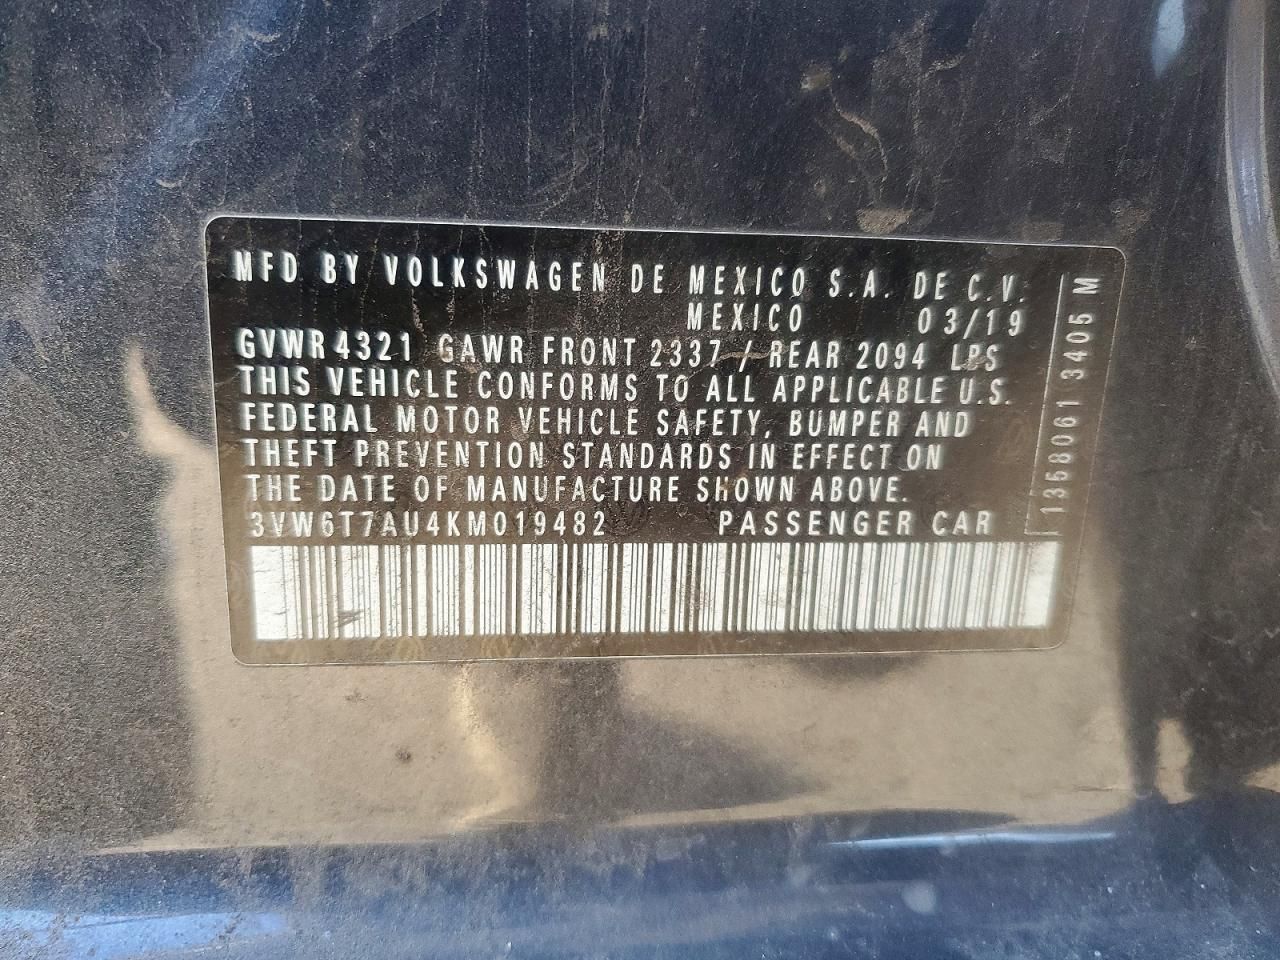 MFD BY VOLKSWAGEN DE MEXICO S.A. DE C.V.
MEXICO 03/19
GVWR 4321 GAWR FRONT 2337 / REAR 2094 LBS
THIS VEHICLE CONFORMS TO ALL APPLICABLE U.S.
FEDERAL MOTOR VEHICLE SAFETY, BUMPER AND
THEFT PREVENTION STANDARDS IN EFFECT ON
THE DATE OF MANUFACTURE SHOWN ABOVE.
3VW6T7AU4KM019482 PASSENGER CAR
1358061 3405 M